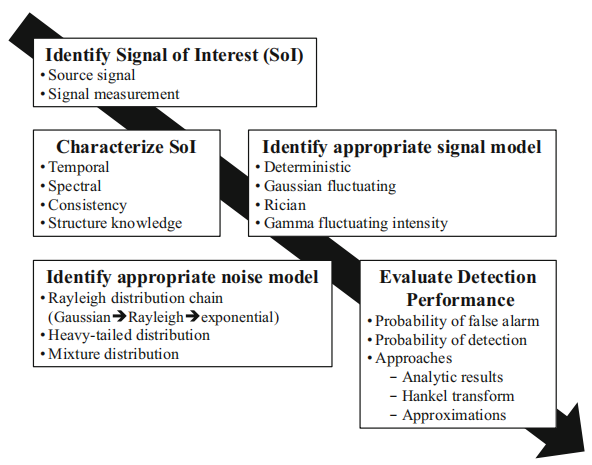 Identify Signal of Interest (SoI)
• Source signal
• Signal measurement
Characterize SoI
• Temporal
• Spectral
• Consistency
• Structure knowledge
Identify appropriate signal model
• Deterministic
• Gaussian fluctuating
• Rician
• Gamma fluctuating intensity
Identify appropriate noise model
• Rayleigh distribution chain
(Gaussian➔Rayleigh➔exponential)
• Heavy-tailed distribution
• Mixture distribution
Evaluate Detection
Performance
• Probability of false alarm
• Probability of detection
• Approaches
– Analytic results
– Hankel transform
– Approximations